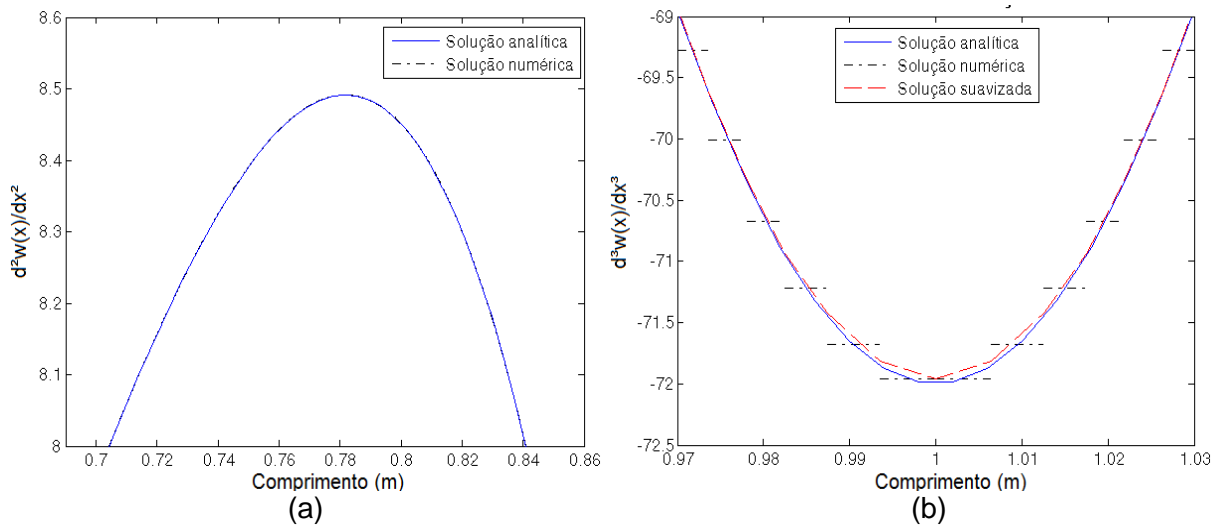 8.6
8.5
8.4
8.3
8.2
8.1
8
d²w(x)/dx²
Solução analítica
Solução numérica
0.7 0.72 0.74 0.76 0.78 0.8 0.82 0.84 0.86
Comprimento (m)
(a)
-69
-69.5
-70
-70.5
-71
-71.5
-72
-72.5
d³w(x)/dx³
Solução analítica
Solução numérica
Solução suavizada
0.97 0.98 0.99 1 1.01 1.02 1.03
Comprimento (m)
(b)